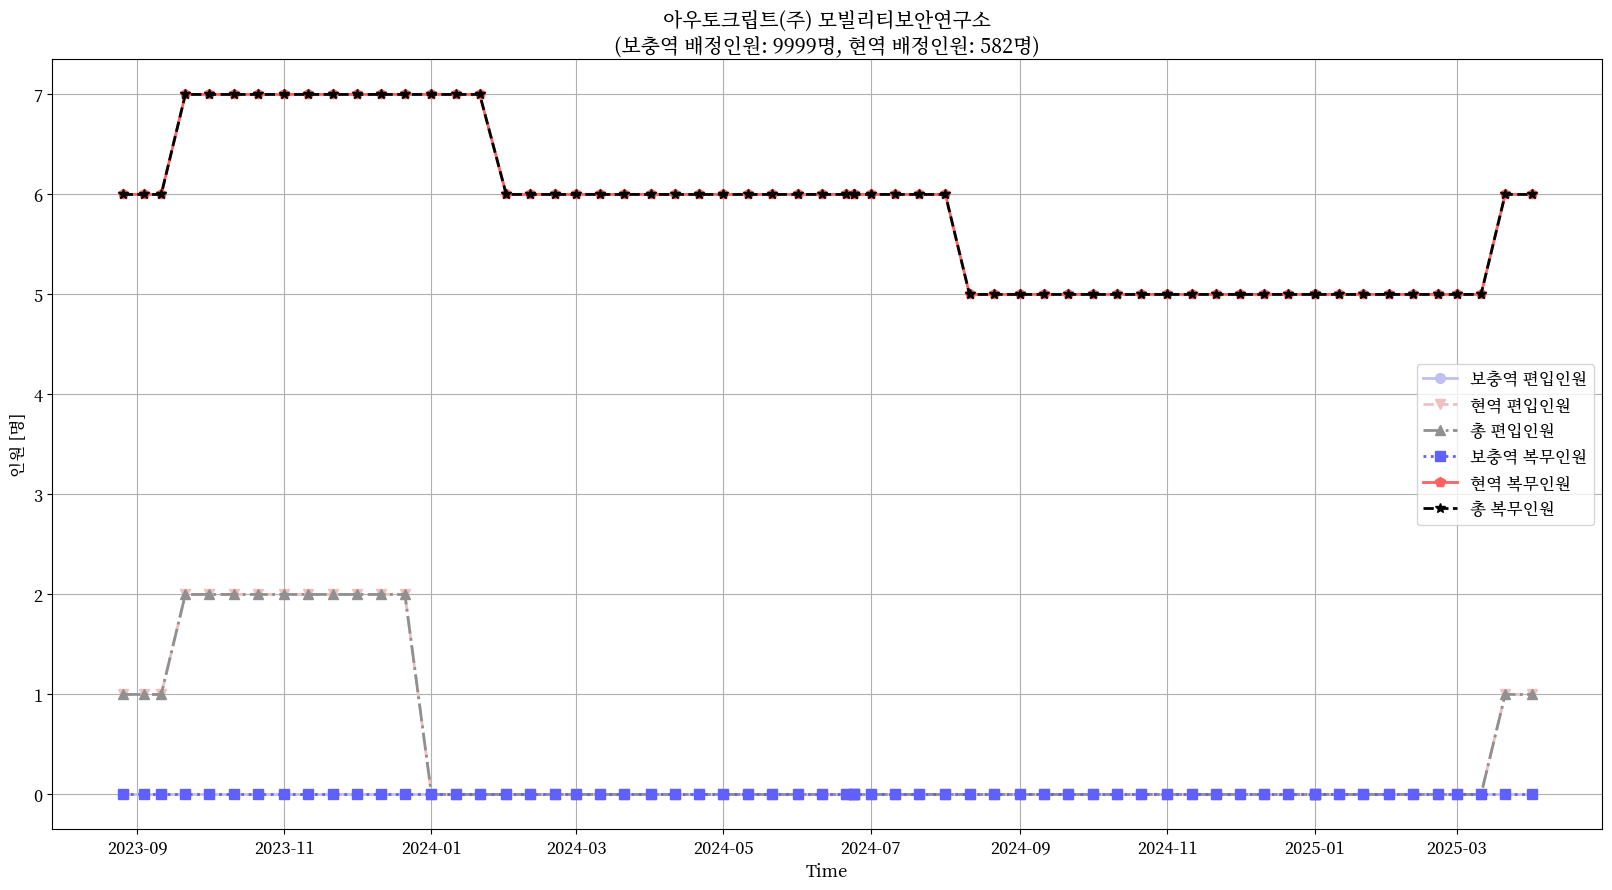 아우토크립트(주) 모빌리티보안연구소
(보충역 배정인원: 9999명, 현역 배정인원: 582명)
인원 [명]
7
6
5
4
3
2
1
0
보충역 편입인원
현역 편입인원
총 편입인원
보충역 복무인원
현역 복무인원
총 복무인원
2023-09
2023-11
2024-01
2024-03
2024-05
2024-07
2024-09
2024-11
2025-01
2025-03
Time